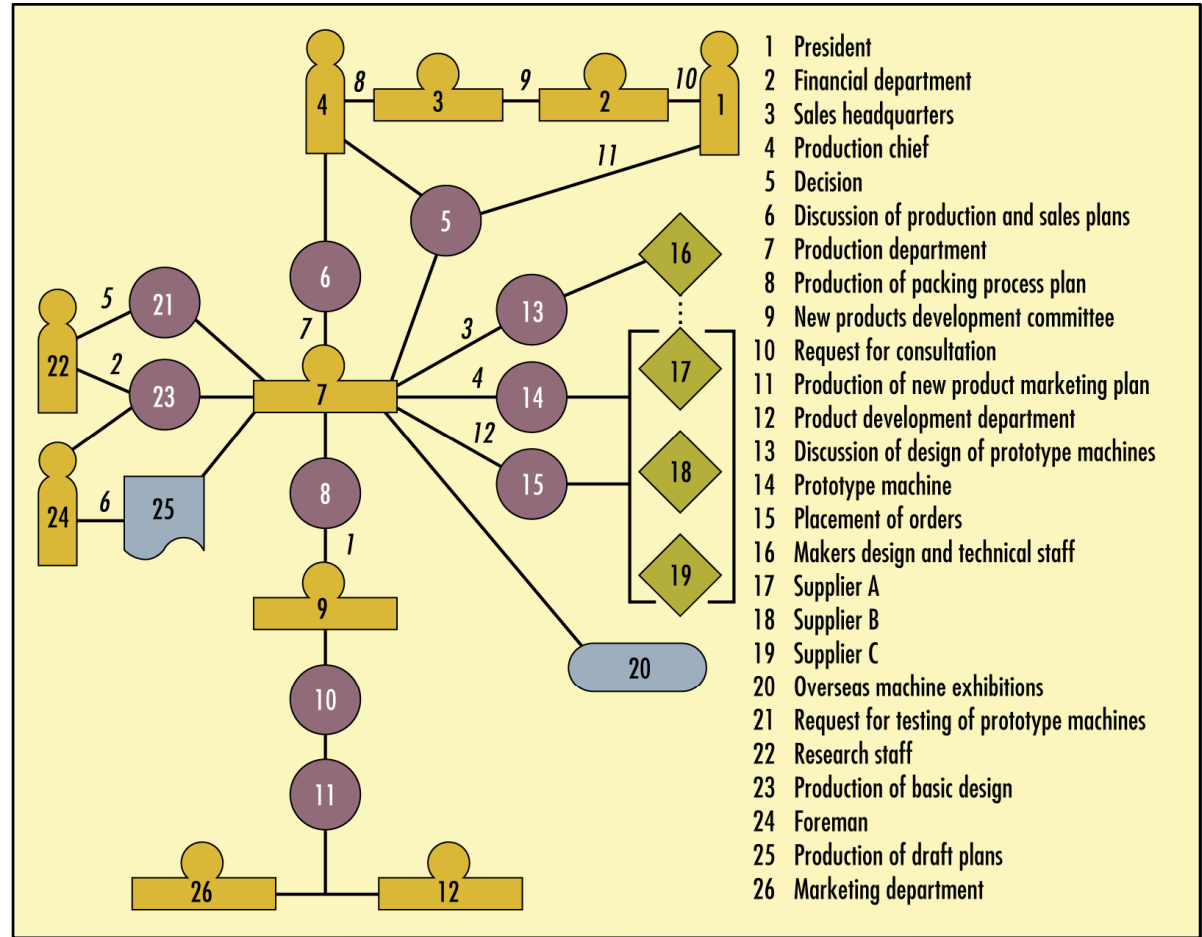 8
9
10
4
3
2
1
11
5
16
6
5
21
13
3
7
22
2
23
7
4
14
17
12
15
18
24
6
25
8
1
19
9
20
10
11
26
12
1 President
2 Financial department
3 Sales headquarters
4 Production chief
5 Decision
6 Discussion of production and sales plans
7 Production department
8 Production of packing process plan
9 New products development committee
10 Request for consultation
11 Production of new product marketing plan
12 Product development department
13 Discussion of design of prototype machines
14 Prototype machine
15 Placement of orders
16 Makers design and technical staff
17 Supplier A
18 Supplier B
19 Supplier C
20 Overseas machine exhibitions
21 Request for testing of prototype machines
22 Research staff
23 Production of basic design
24 Foreman
25 Production of draft plans
26 Marketing department